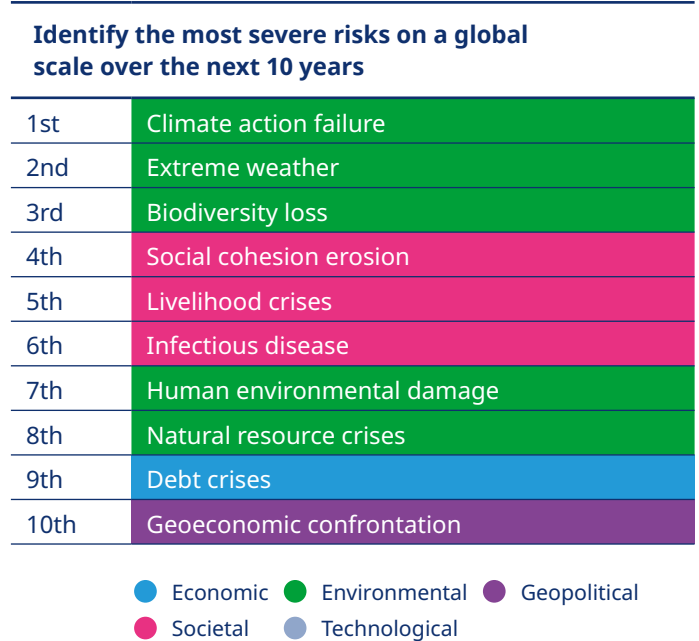 Identify the most severe risks on a global
scale over the next 10 years
1st Climate action failure
2nd Extreme weather
3rd Biodiversity loss
4th Social cohesion erosion
5th Livelihood crises
6th Infectious disease
7th Human environmental damage
8th Natural resource crises
9th Debt crises
10th Geoeconomic confrontation
Economic Environmental Geopolitical
Societal Technological